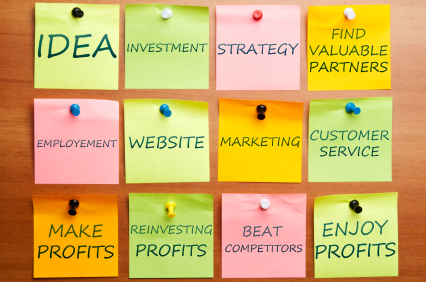 IDEA
INVESTMENT
STRATEGY
FIND
VALUABLE
PARTNERS
EMPLOYEMENT
WEBSITE
MARKETING
CUSTOMER
SERVICE
MAKE
PROFITS
REINVESTING
PROFITS
BEAT
COMPETITORS
ENJOY
PROFITS